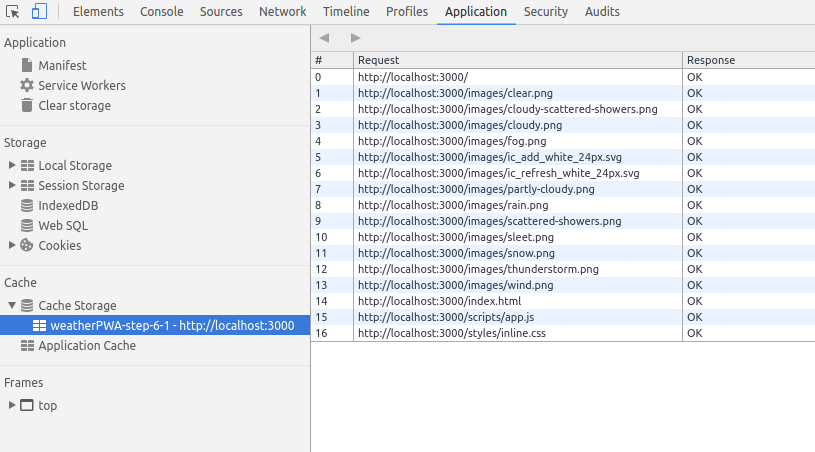 Elements Console Sources Network Timeline Profiles Application Security Audits
Application
Manifest
Service Workers
Clear storage
Storage
Local Storage
Session Storage
IndexedDB
Web SQL
Cookies
Cache
Cache Storage
weatherPWA-step-6-1 - http://localhost:3000
Application Cache
Frames
top
# Request Response
0 http://localhost:3000/ OK
1 http://localhost:3000/images/clear.png OK
2 http://localhost:3000/images/cloudy-scattered-showers.png OK
3 http://localhost:3000/images/cloudy.png OK
4 http://localhost:3000/images/fog.png OK
5 http://localhost:3000/images/ic_add_white_24px.svg OK
6 http://localhost:3000/images/ic_refresh_white_24px.svg OK
7 http://localhost:3000/images/partly-cloudy.png OK
8 http://localhost:3000/images/rain.png OK
9 http://localhost:3000/images/scattered-showers.png OK
10 http://localhost:3000/images/sleet.png OK
11 http://localhost:3000/images/snow.png OK
12 http://localhost:3000/images/thunderstorm.png OK
13 http://localhost:3000/images/wind.png OK
14 http://localhost:3000/index.html OK
15 http://localhost:3000/scripts/app.js OK
16 http://localhost:3000/styles/inline.css OK